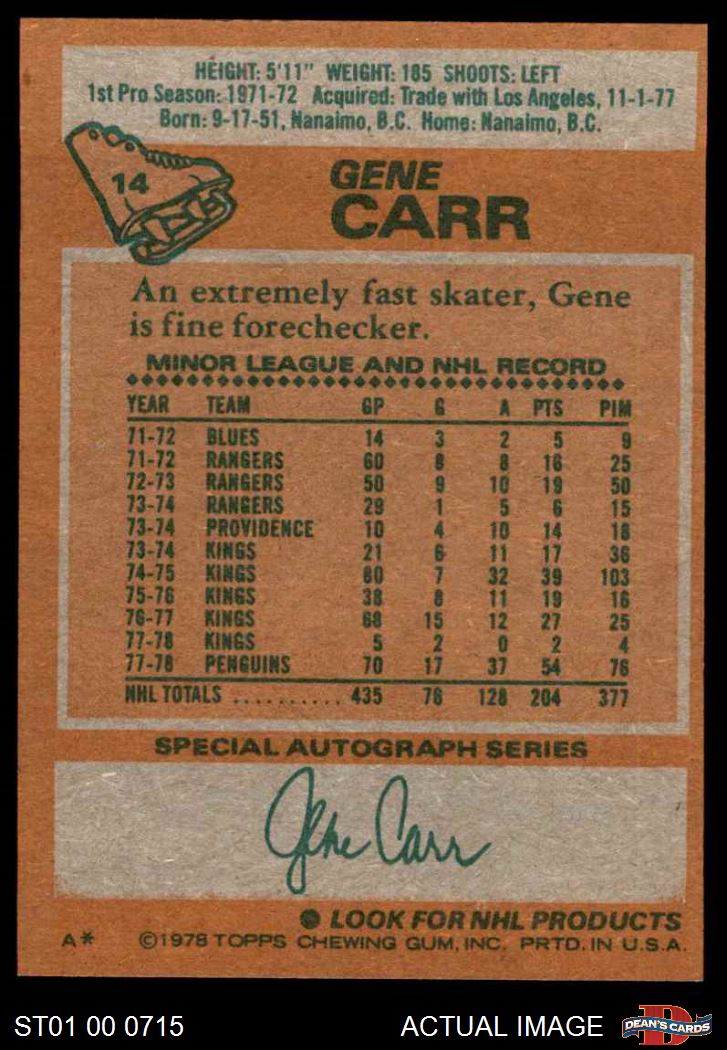 HEIGHT: 5'11" WEIGHT: 185 SHOOTS: LEFT
1st Pro Season: 1971-72 Acquired: Trade with Los Angeles, 11-1-77
Born: 9-17-51, Nanaimo, B.C. Home: Nanaimo, B.C.
14
GENE
CARR
An extremely fast skater, Gene
is fine forechecker.
MINOR LEAGUE AND NHL RECORD
YEAR TEAM GP G A PTS PIM
71-72 BLUES 14 3 2 5 9
71-72 RANGERS 60 8 8 16 25
72-73 RANGERS 50 9 10 19 50
73-74 RANGERS 29 1 5 6 15
73-74 PROVIDENCE 10 4 10 14 18
73-74 KINGS 21 6 11 17 36
74-75 KINGS 80 7 32 39 103
75-76 KINGS 38 8 11 19 16
76-77 KINGS 68 15 12 27 25
77-78 KINGS 5 2 0 2 4
77-78 PENGUINS 70 17 37 54 76
NHL TOTALS .......... 435 76 128 204 377
SPECIAL AUTOGRAPH SERIES
Gene Carr
LOOK FOR NHL PRODUCTS
A* ©1978 TOPPS CHEWING GUM, INC. PRTD. IN U.S.A.
ST01 00 0715 ACTUAL IMAGE D DEAN'S CARDS